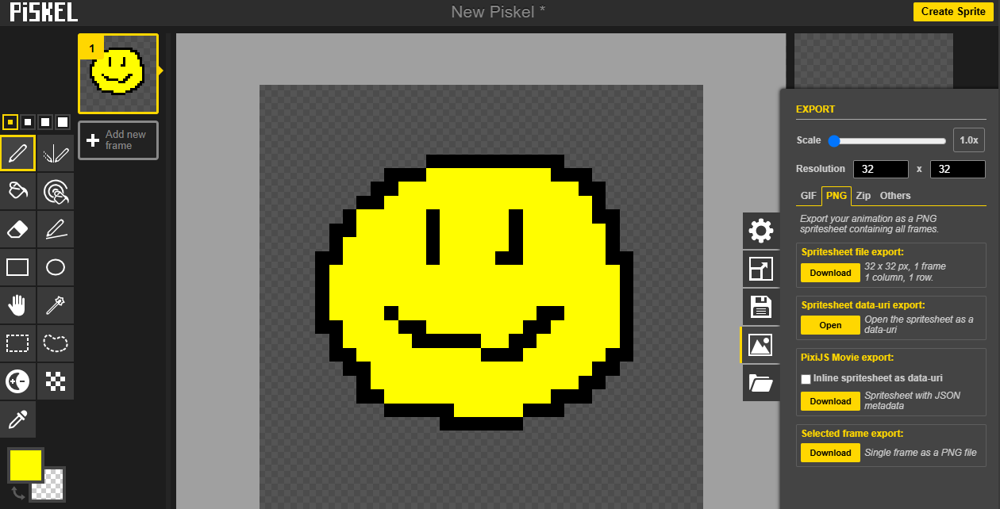 PiSKEL
New Piskel *
Create Sprite
1
Add new
frame
EXPORT
Scale
1.0x
Resolution 32 x 32
GIF PNG Zip Others
Export your animation as a PNG
spritesheet containing all frames.
Spritesheet file export:
Download
32 x 32 px, 1 frame
1 column, 1 row.
Spritesheet data-uri export:
Open
Open the spritesheet as a
data-uri
PixiJS Movie export:
Inline spritesheet as data-uri
Download
Spritesheet with JSON
metadata
Selected frame export:
Download
Single frame as a PNG file